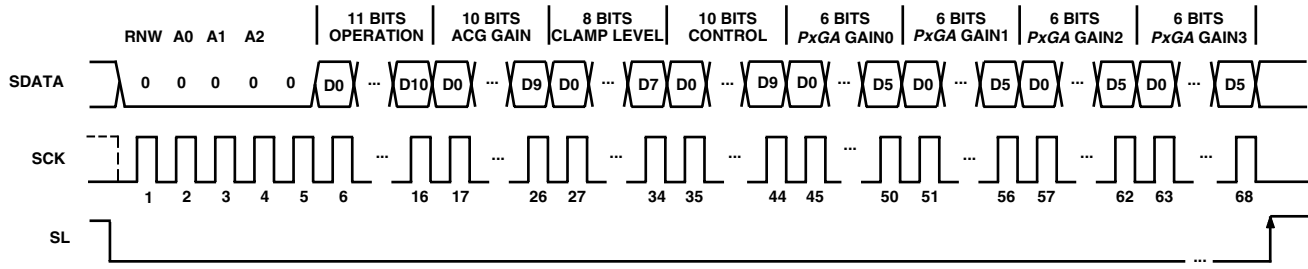 11 BITS 10 BITS 8 BITS 10 BITS 6 BITS 6 BITS 6 BITS 6 BITS
RNW A0 A1 A2 OPERATION ACG GAIN CLAMP LEVEL CONTROL PxGA GAIN0 PxGA GAIN1 PxGA GAIN2 PxGA GAIN3
SDATA 0 0 0 0 0 D0 ... D10 D0 ... D9 D0 ... D7 D0 ... D9 D0 ... D5 D0 ... D5 D0 ... D5 D0 ... D5
SCK ... ... ... ... ... ... ... ...
1 2 3 4 5 6 16 17 26 27 34 35 44 45 50 51 56 57 62 63 68
SL ...